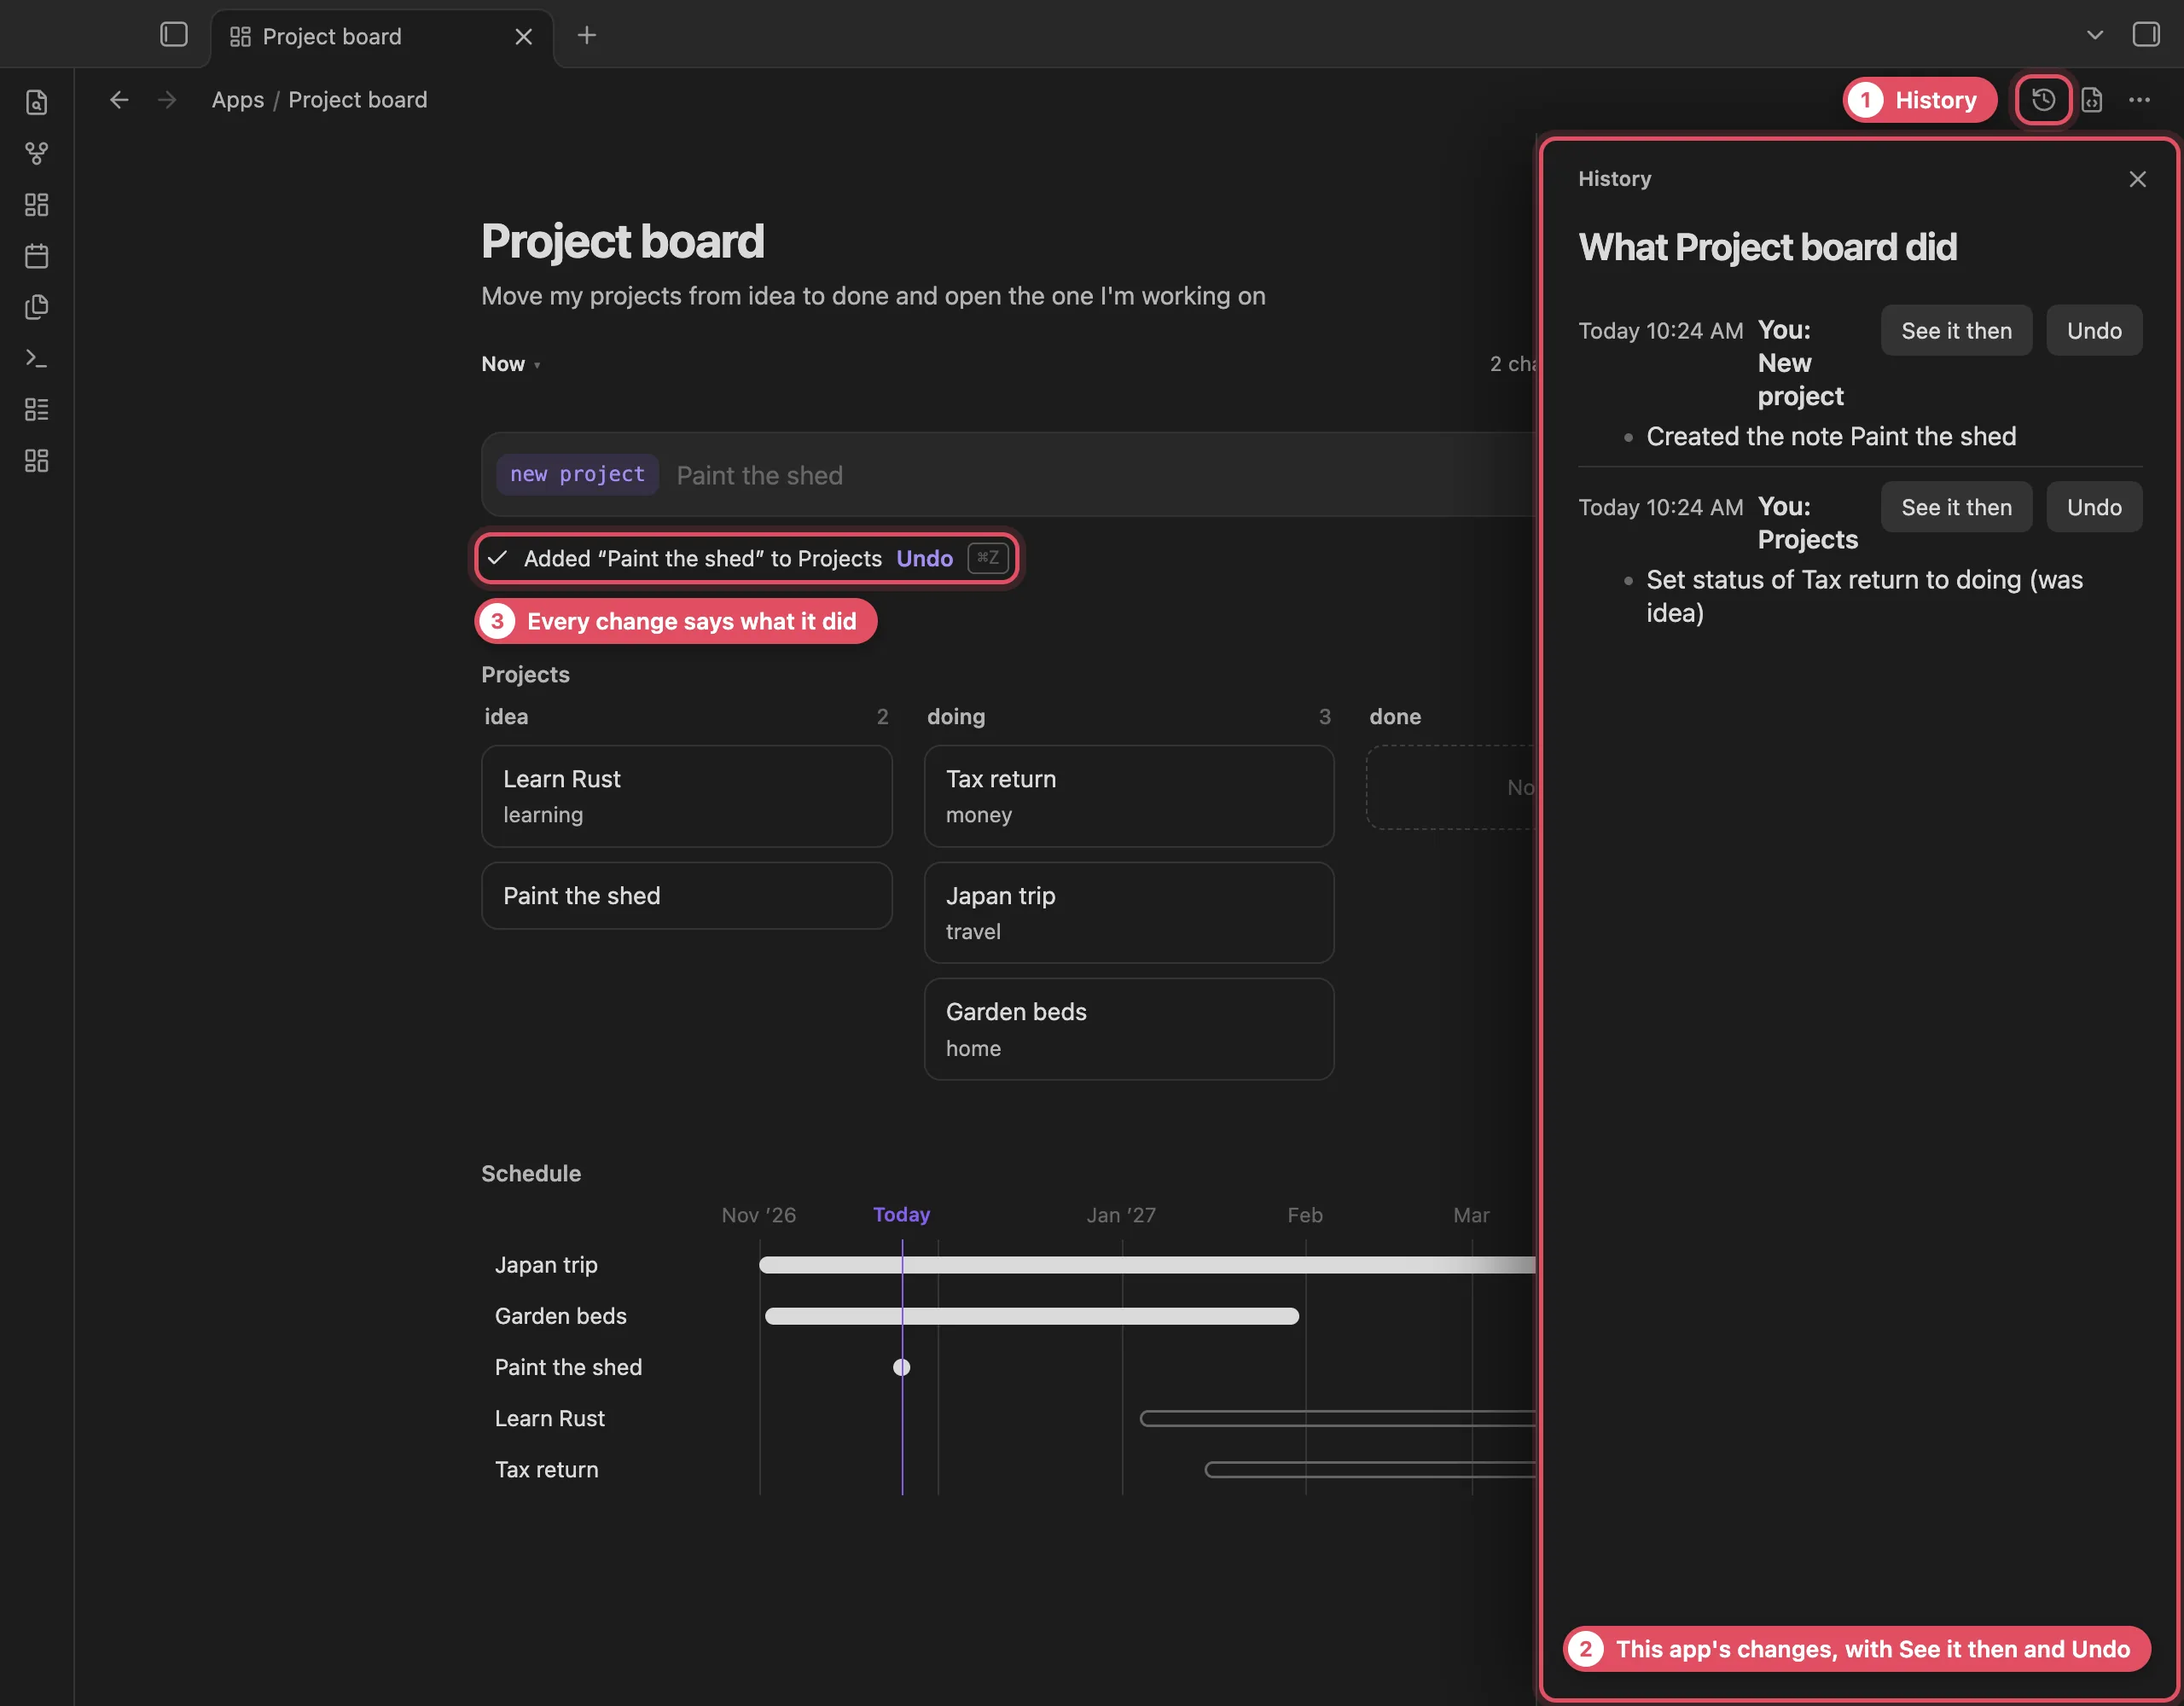 Project board
Apps / Project board
1 History
History
What Project board did
Today 10:24 AM You: New project See it then Undo
Created the note Paint the shed
Today 10:24 AM You: Projects See it then Undo
Set status of Tax return to doing (was
idea)
2 This app's changes, with See it then and Undo
Project board
Move my projects from idea to done and open the one I'm working on
Now
2 cha
new project Paint the shed
Added “Paint the shed” to Projects Undo ⌘Z
3 Every change says what it did
Projects
idea 2
doing 3
done
Learn Rust
learning
Paint the shed
Tax return
money
Japan trip
travel
Garden beds
home
No
Schedule
Nov ’26 Today Jan ’27 Feb Mar
Japan trip
Garden beds
Paint the shed
Learn Rust
Tax return